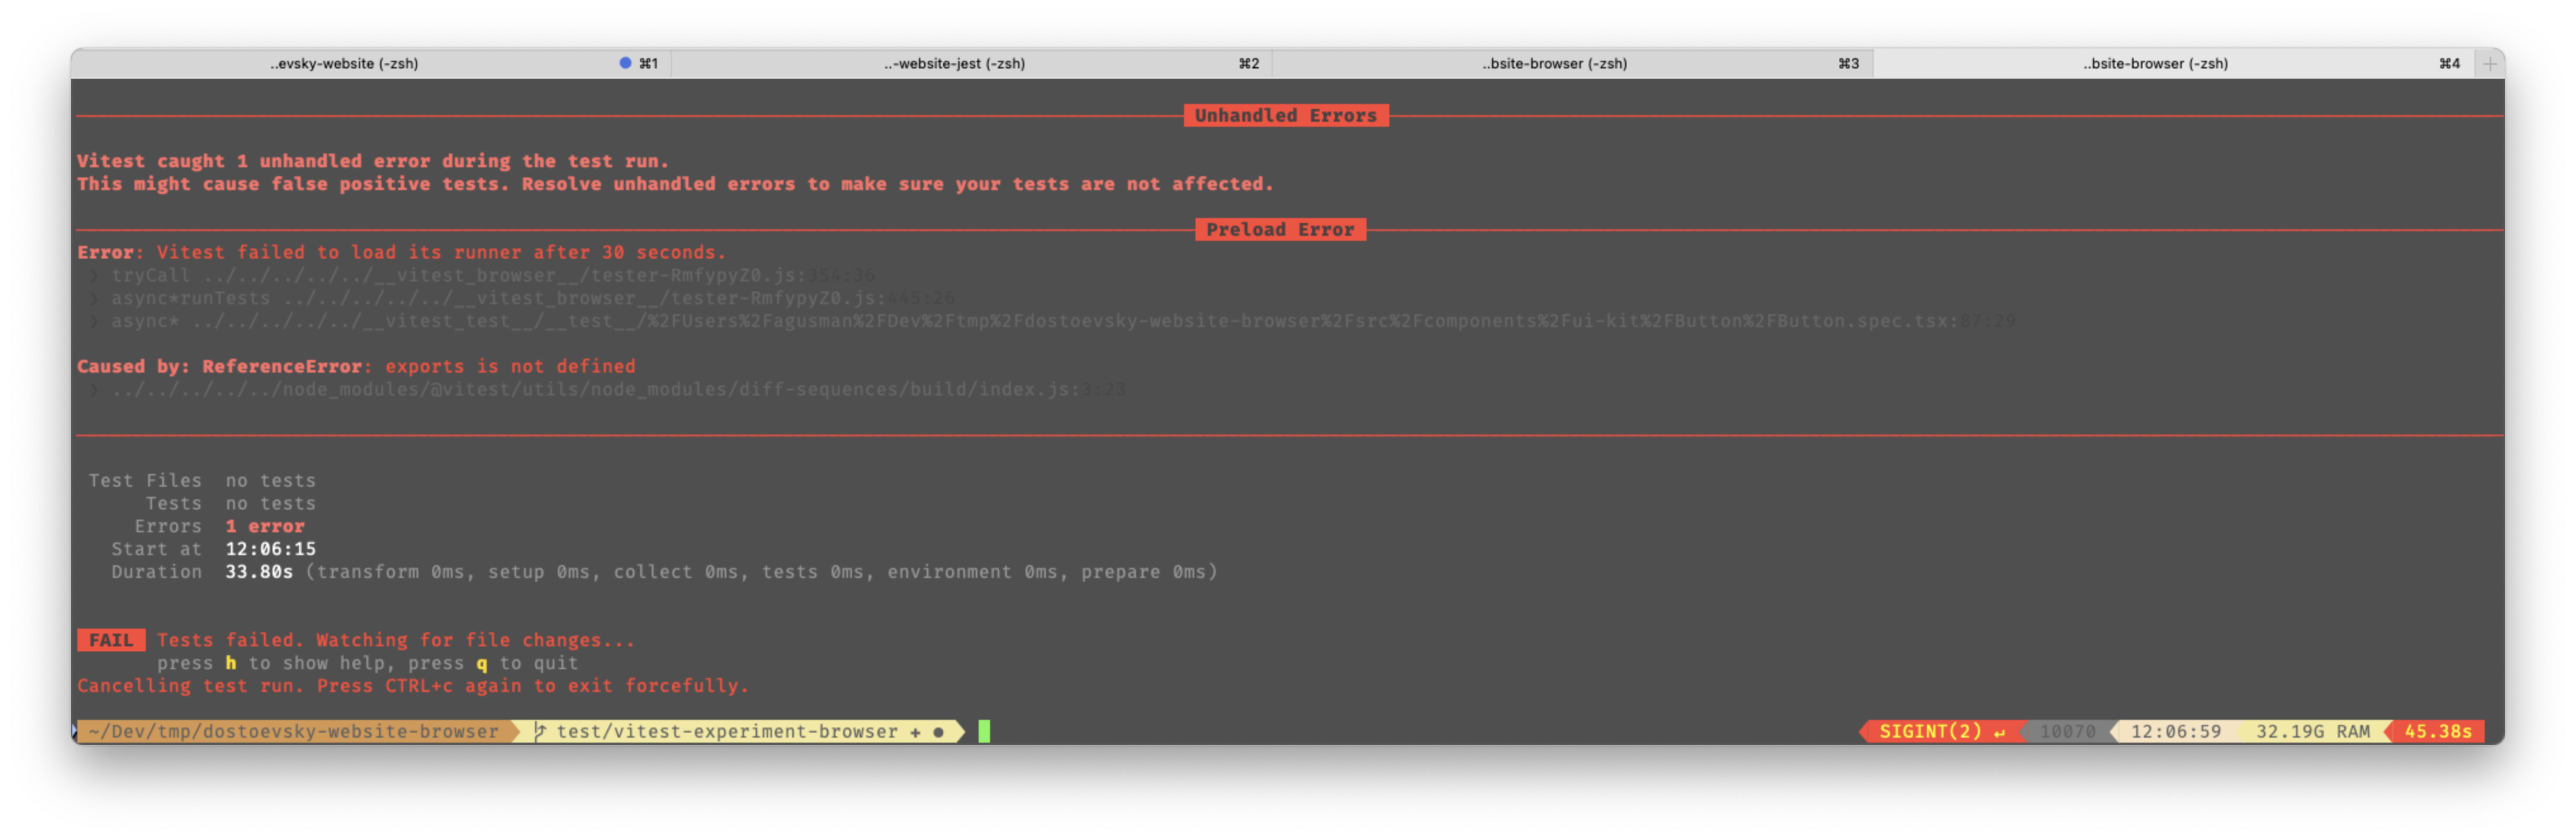 ..evsky-website (-zsh) ⌘1 ..-website-jest (-zsh) ⌘2 ..bsite-browser (-zsh) ⌘3 ..bsite-browser (-zsh) ⌘4 +
Unhandled Errors
Vitest caught 1 unhandled error during the test run.
This might cause false positive tests. Resolve unhandled errors to make sure your tests are not affected.
Preload Error
Error: Vitest failed to load its runner after 30 seconds.
❯ tryCall ../../../../../__vitest_browser__/tester-RmfypyZ0.js:354:36
❯ async*runTests ../../../../../__vitest_browser__/tester-RmfypyZ0.js:445:26
❯ async* ../../../../../__vitest_test__/__test__/%2FUsers%2Fagusman%2FDev%2Ftmp%2Fdostoevsky-website-browser%2Fsrc%2Fcomponents%2Fui-kit%2FButton%2FButton.spec.tsx:87:29
Caused by: ReferenceError: exports is not defined
❯ ../../../../../node_modules/@vitest/utils/node_modules/diff-sequences/build/index.js:3:23
Test Files no tests
Tests no tests
Errors 1 error
Start at 12:06:15
Duration 33.80s (transform 0ms, setup 0ms, collect 0ms, tests 0ms, environment 0ms, prepare 0ms)
FAIL Tests failed. Watching for file changes...
press h to show help, press q to quit
Cancelling test run. Press CTRL+c again to exit forcefully.
~/Dev/tmp/dostoevsky-website-browser test/vitest-experiment-browser + ● SIGINT(2) ↵ 10070 12:06:59 32.19G RAM 45.38s